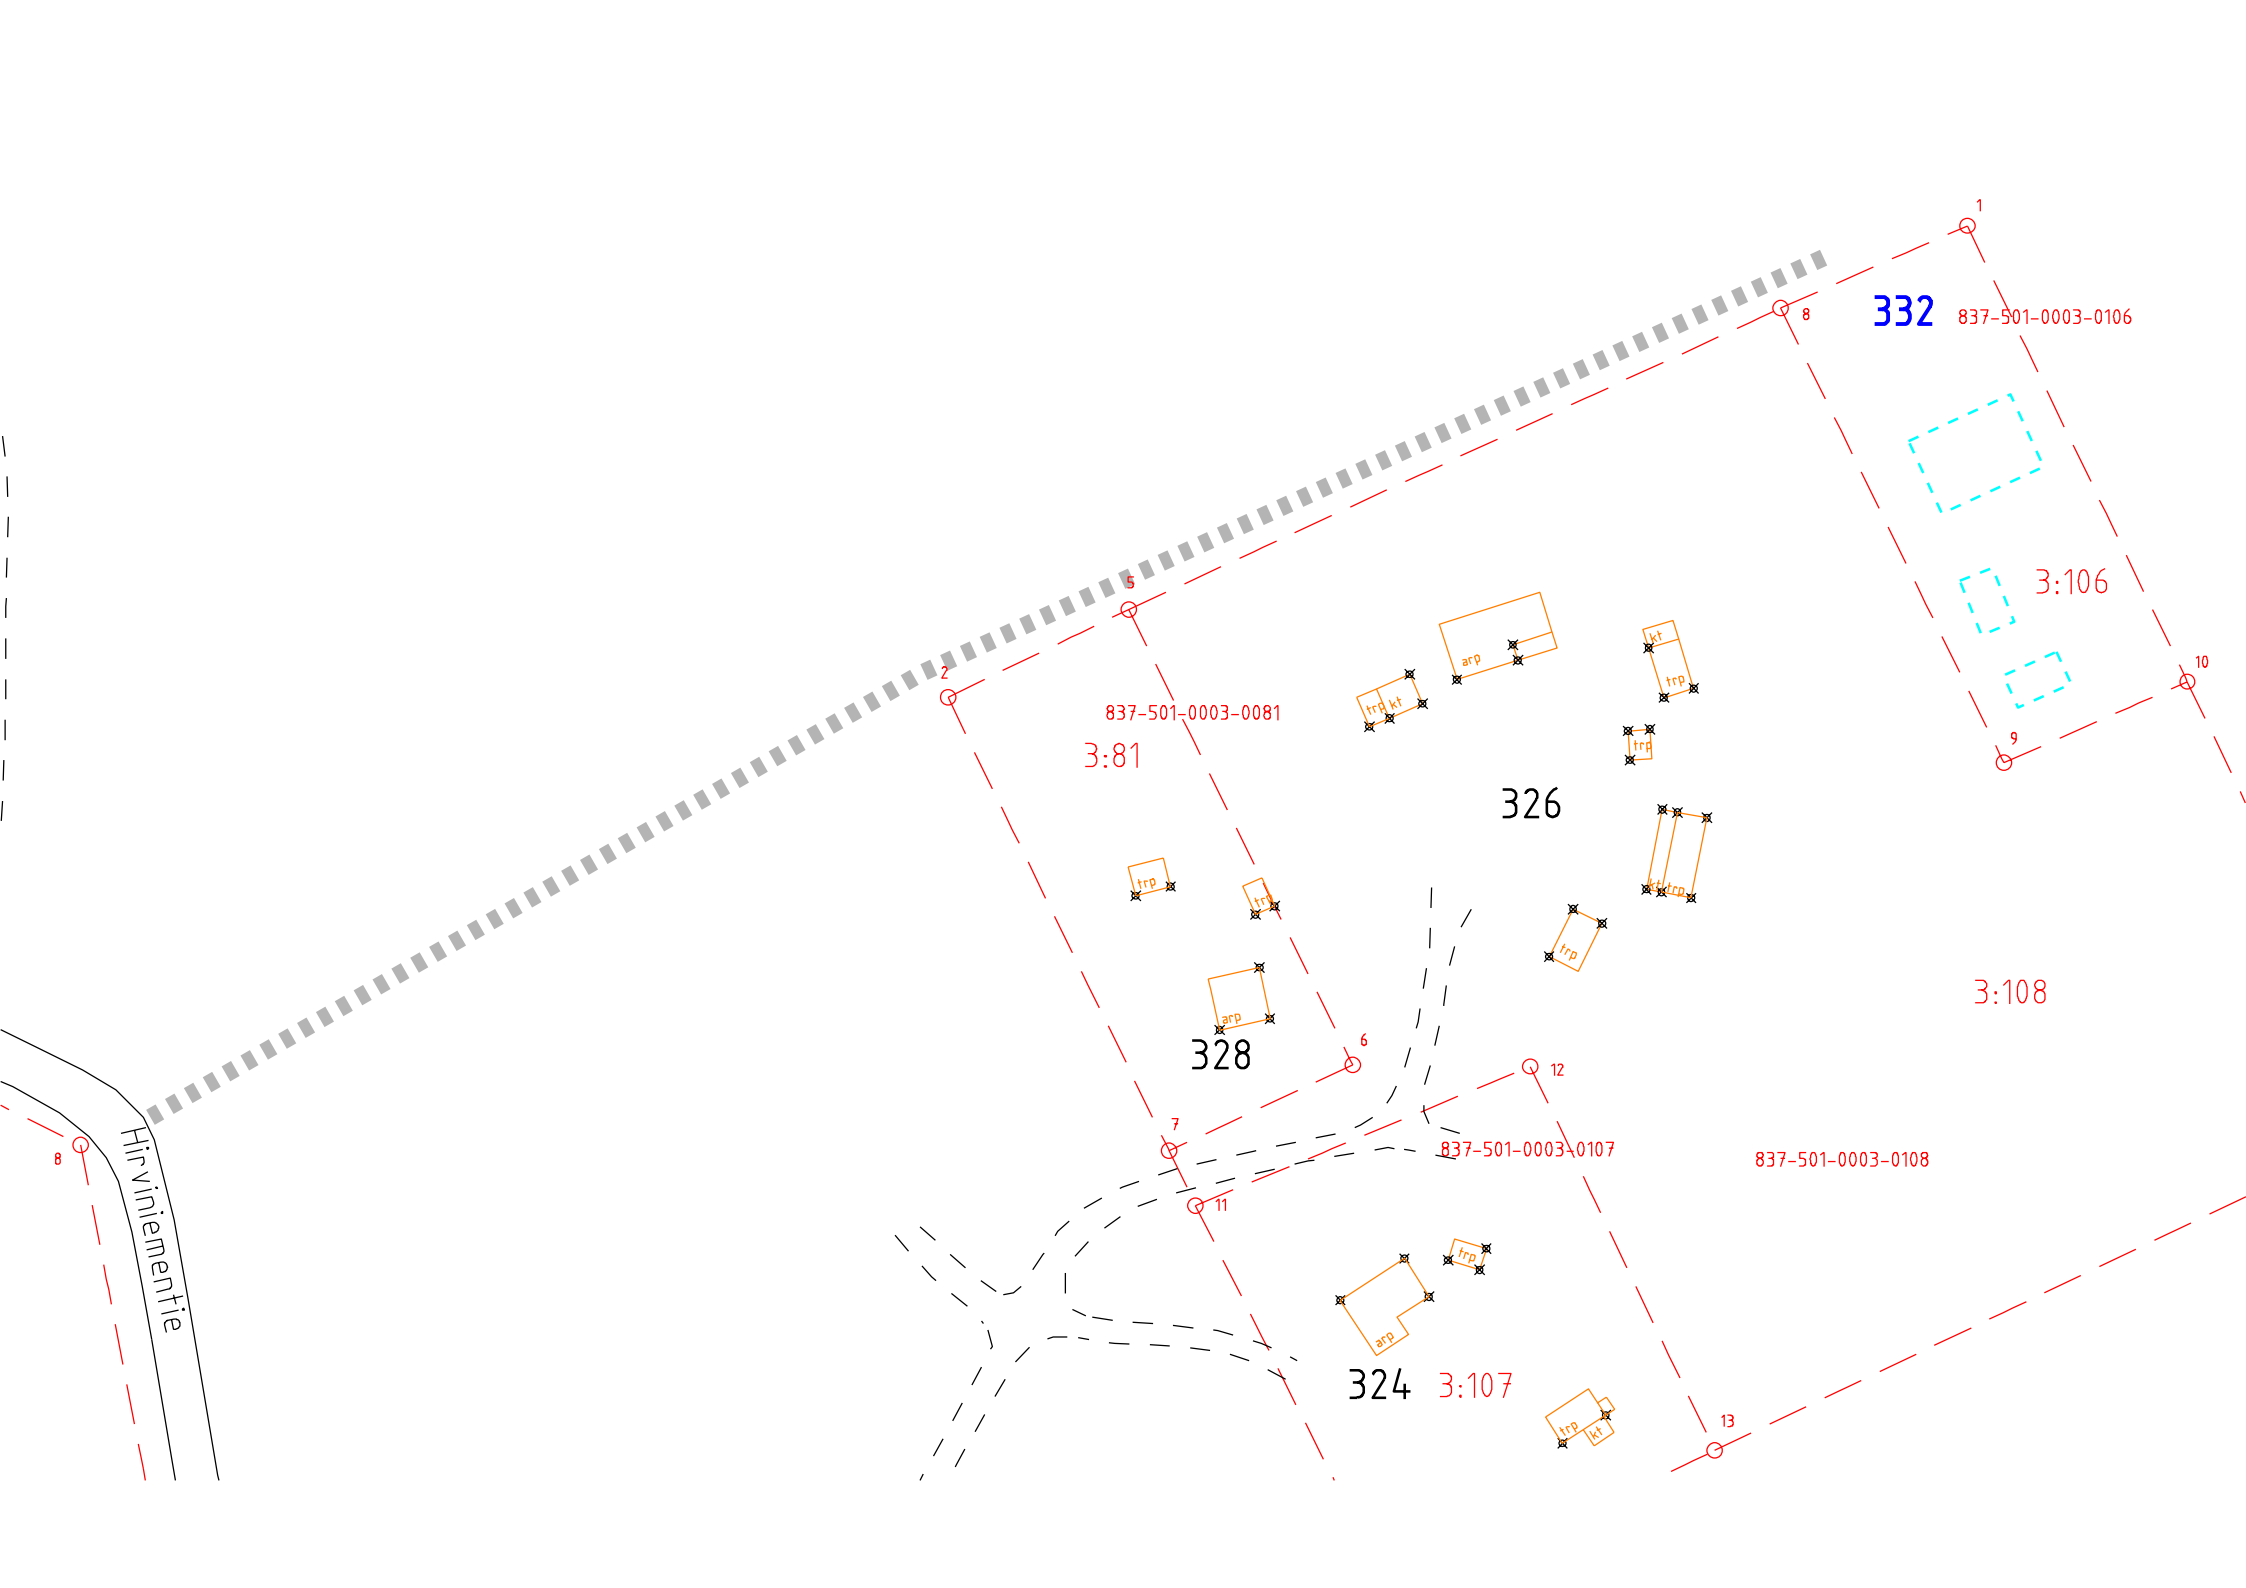 1
332
837-501-0003-0106
8
5
3:106
arp
kt
trp
10
2
trp
kt
837-501-0003-0081
trp
9
3:81
326
trp
trp
kt
trp
trp
3:108
arp
328
6
12
7
Hirviniementie
837-501-0003-0107
837-501-0003-0108
8
11
trp
arp
324
3:107
trp
kt
13